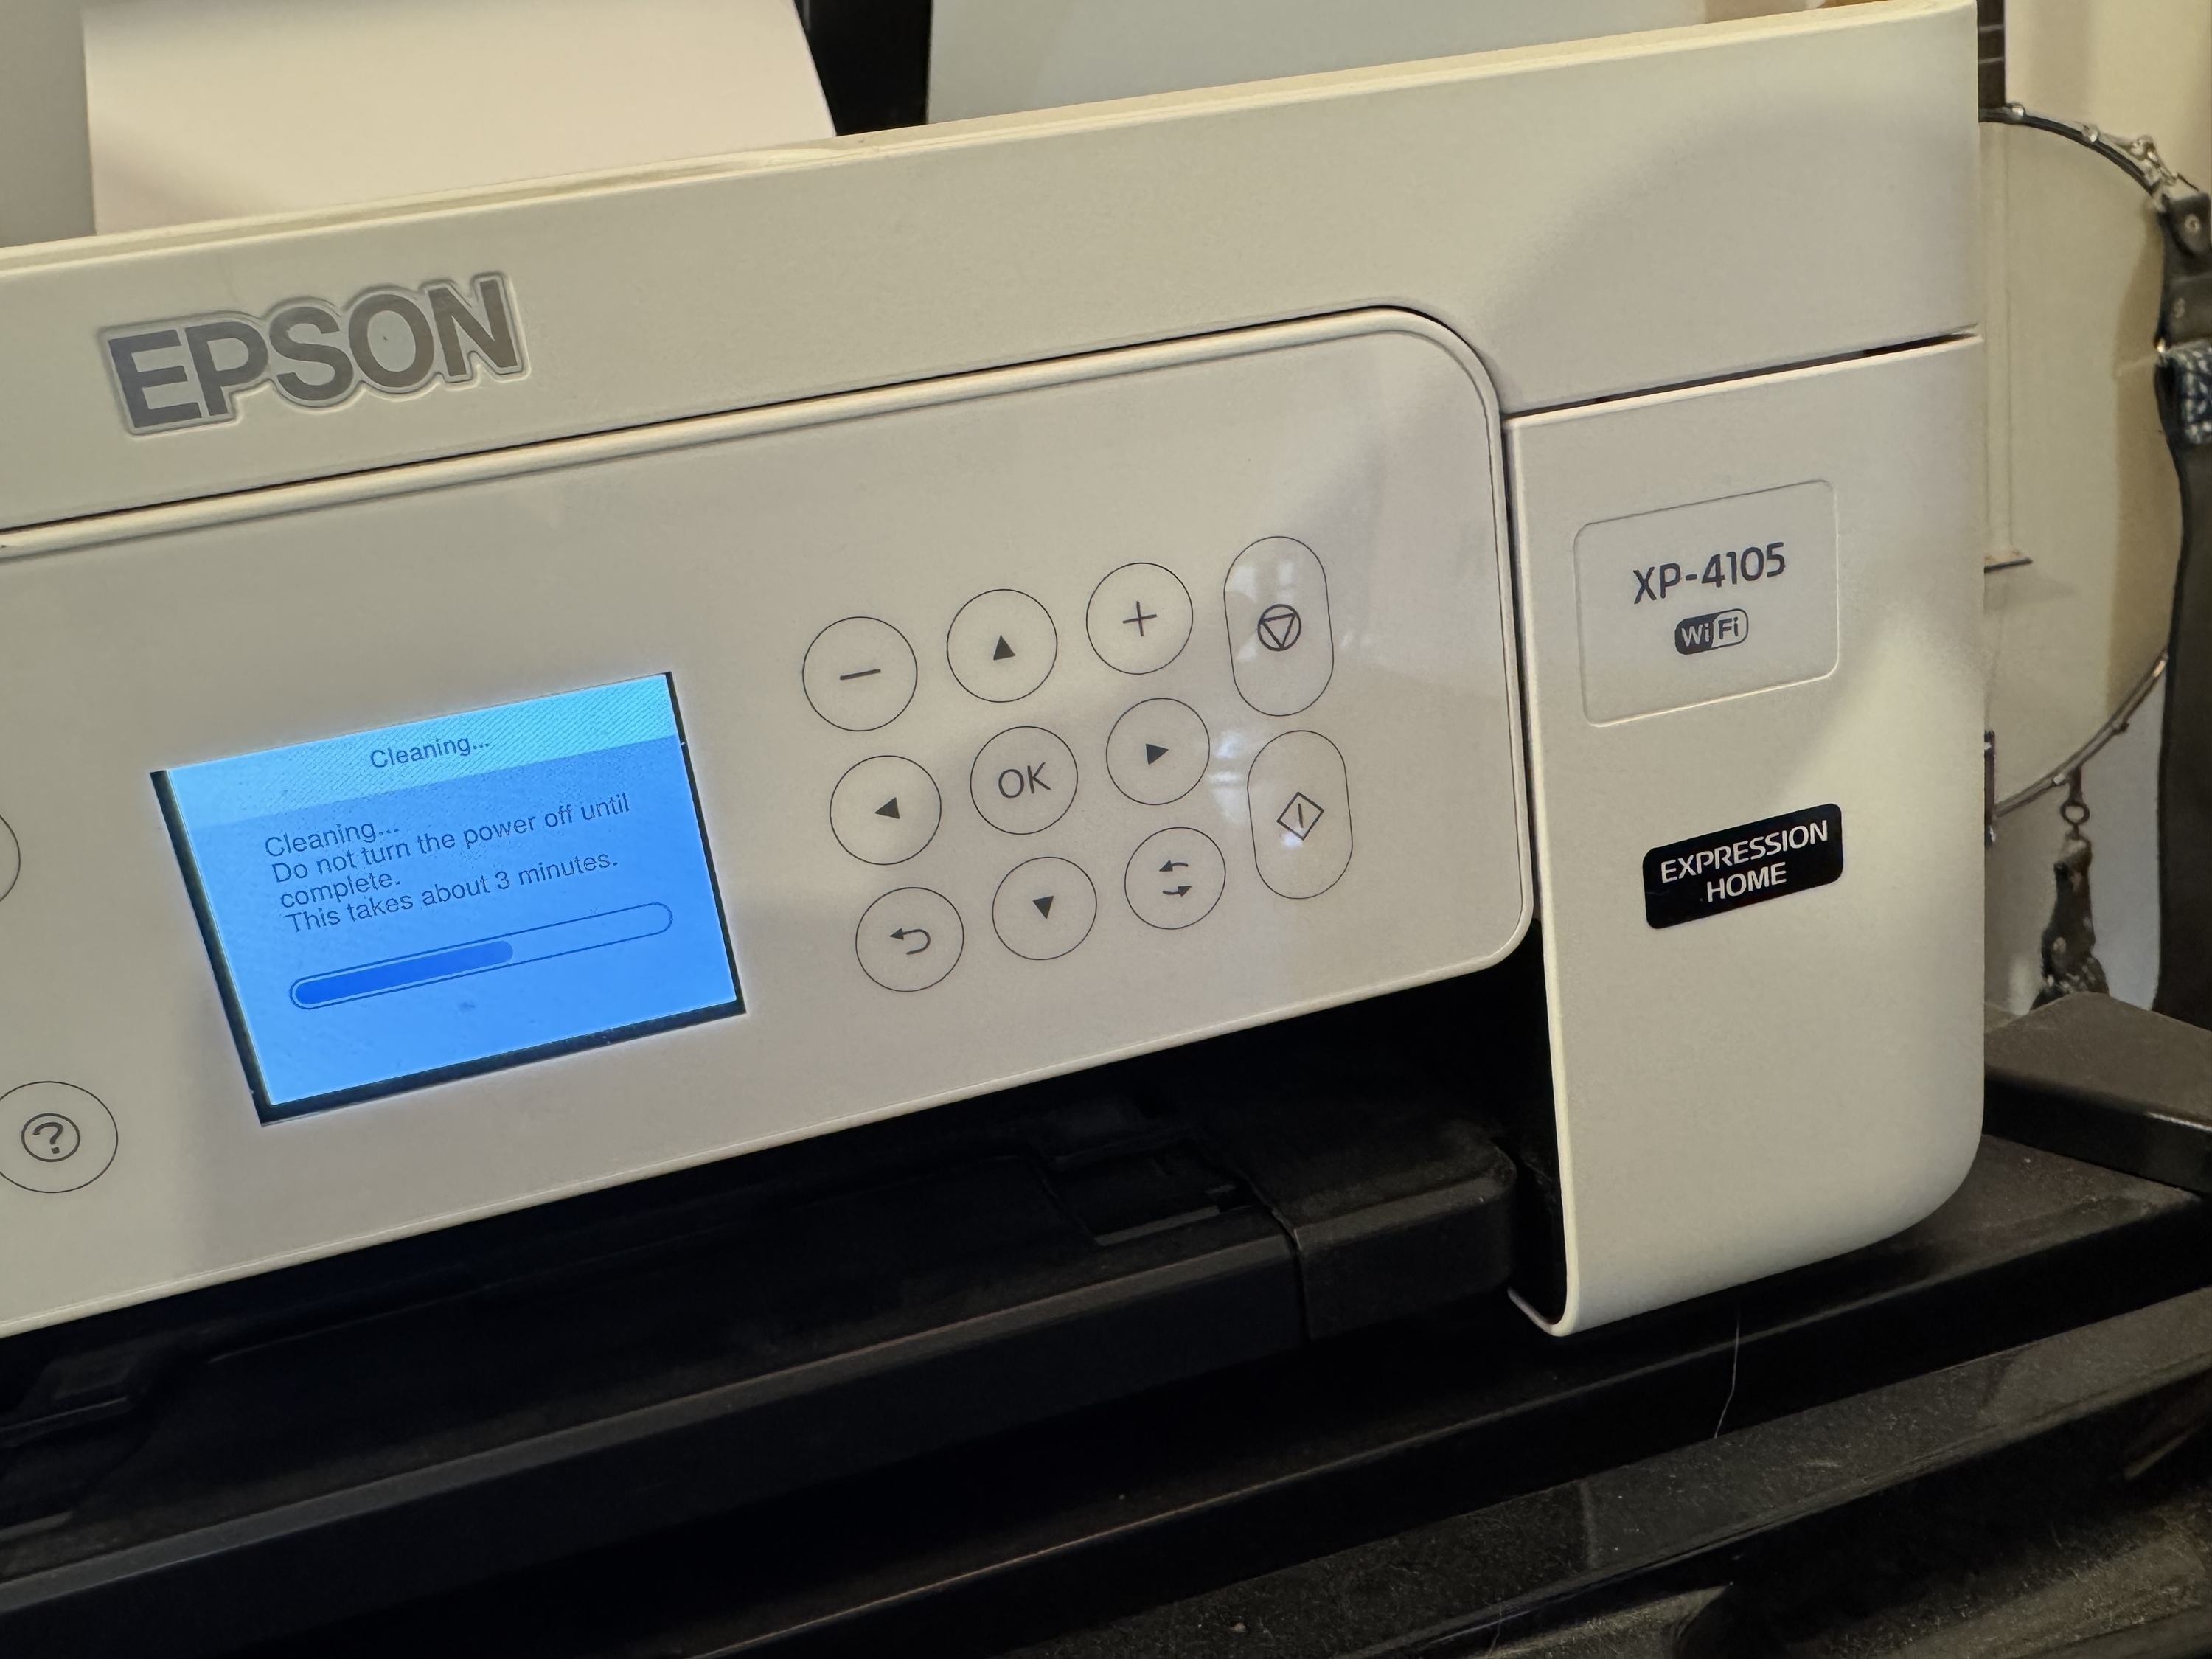 EPSON
XP-4105
WiFi
Cleaning...
Cleaning...
Do not turn the power off until
complete.
This takes about 3 minutes.
OK
?
EXPRESSION
HOME